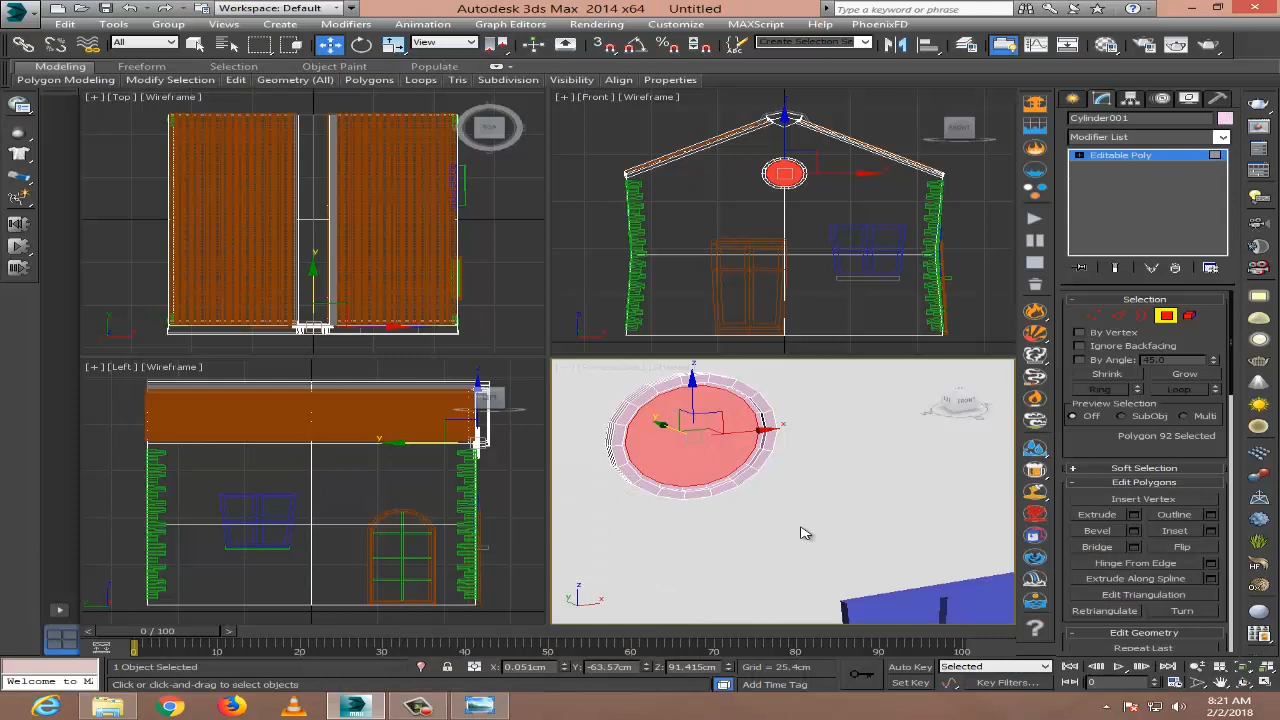 Workspace: Default
Autodesk 3ds Max 2014 x64 Untitled
Type a keyword or phrase
Edit Tools Group Views Create Modifiers Animation Graph Editors Rendering Customize MAXScript Help PhoenixFD
All View Create Selection Se
Modeling Freeform Selection Object Paint Populate
Polygon Modeling Modify Selection Edit Geometry (All) Polygons Loops Tris Subdivision Visibility Align Properties
[+] [Top] [Wireframe]
TOP
[+] [Front] [Wireframe]
FRONT
Cylinder001
Modifier List
Editable Poly
Selection
By Vertex
Ignore Backfacing
By Angle: 45.0
Shrink Grow
Ring Loop
Preview Selection
Off SubObj Multi
Polygon 92 Selected
Soft Selection
Edit Polygons
Insert Vertex
Extrude Outline
Bevel Inset
Bridge Flip
Hinge From Edge
Extrude Along Spline
Edit Triangulation
Retriangulate Turn
Edit Geometry
Repeat Last
[+] [Left] [Wireframe]
FRONT
0 / 100
0 10 20 30 40 50 60 70 80 90 100
1 Object Selected
X: 0.051cm Y: -63.57cm Z: 91.415cm Grid = 25.4cm
Auto Key Selected
Set Key Key Filters...
0
Welcome to M
Click or click-and-drag to select objects
Add Time Tag
8:21 AM
2/2/2018